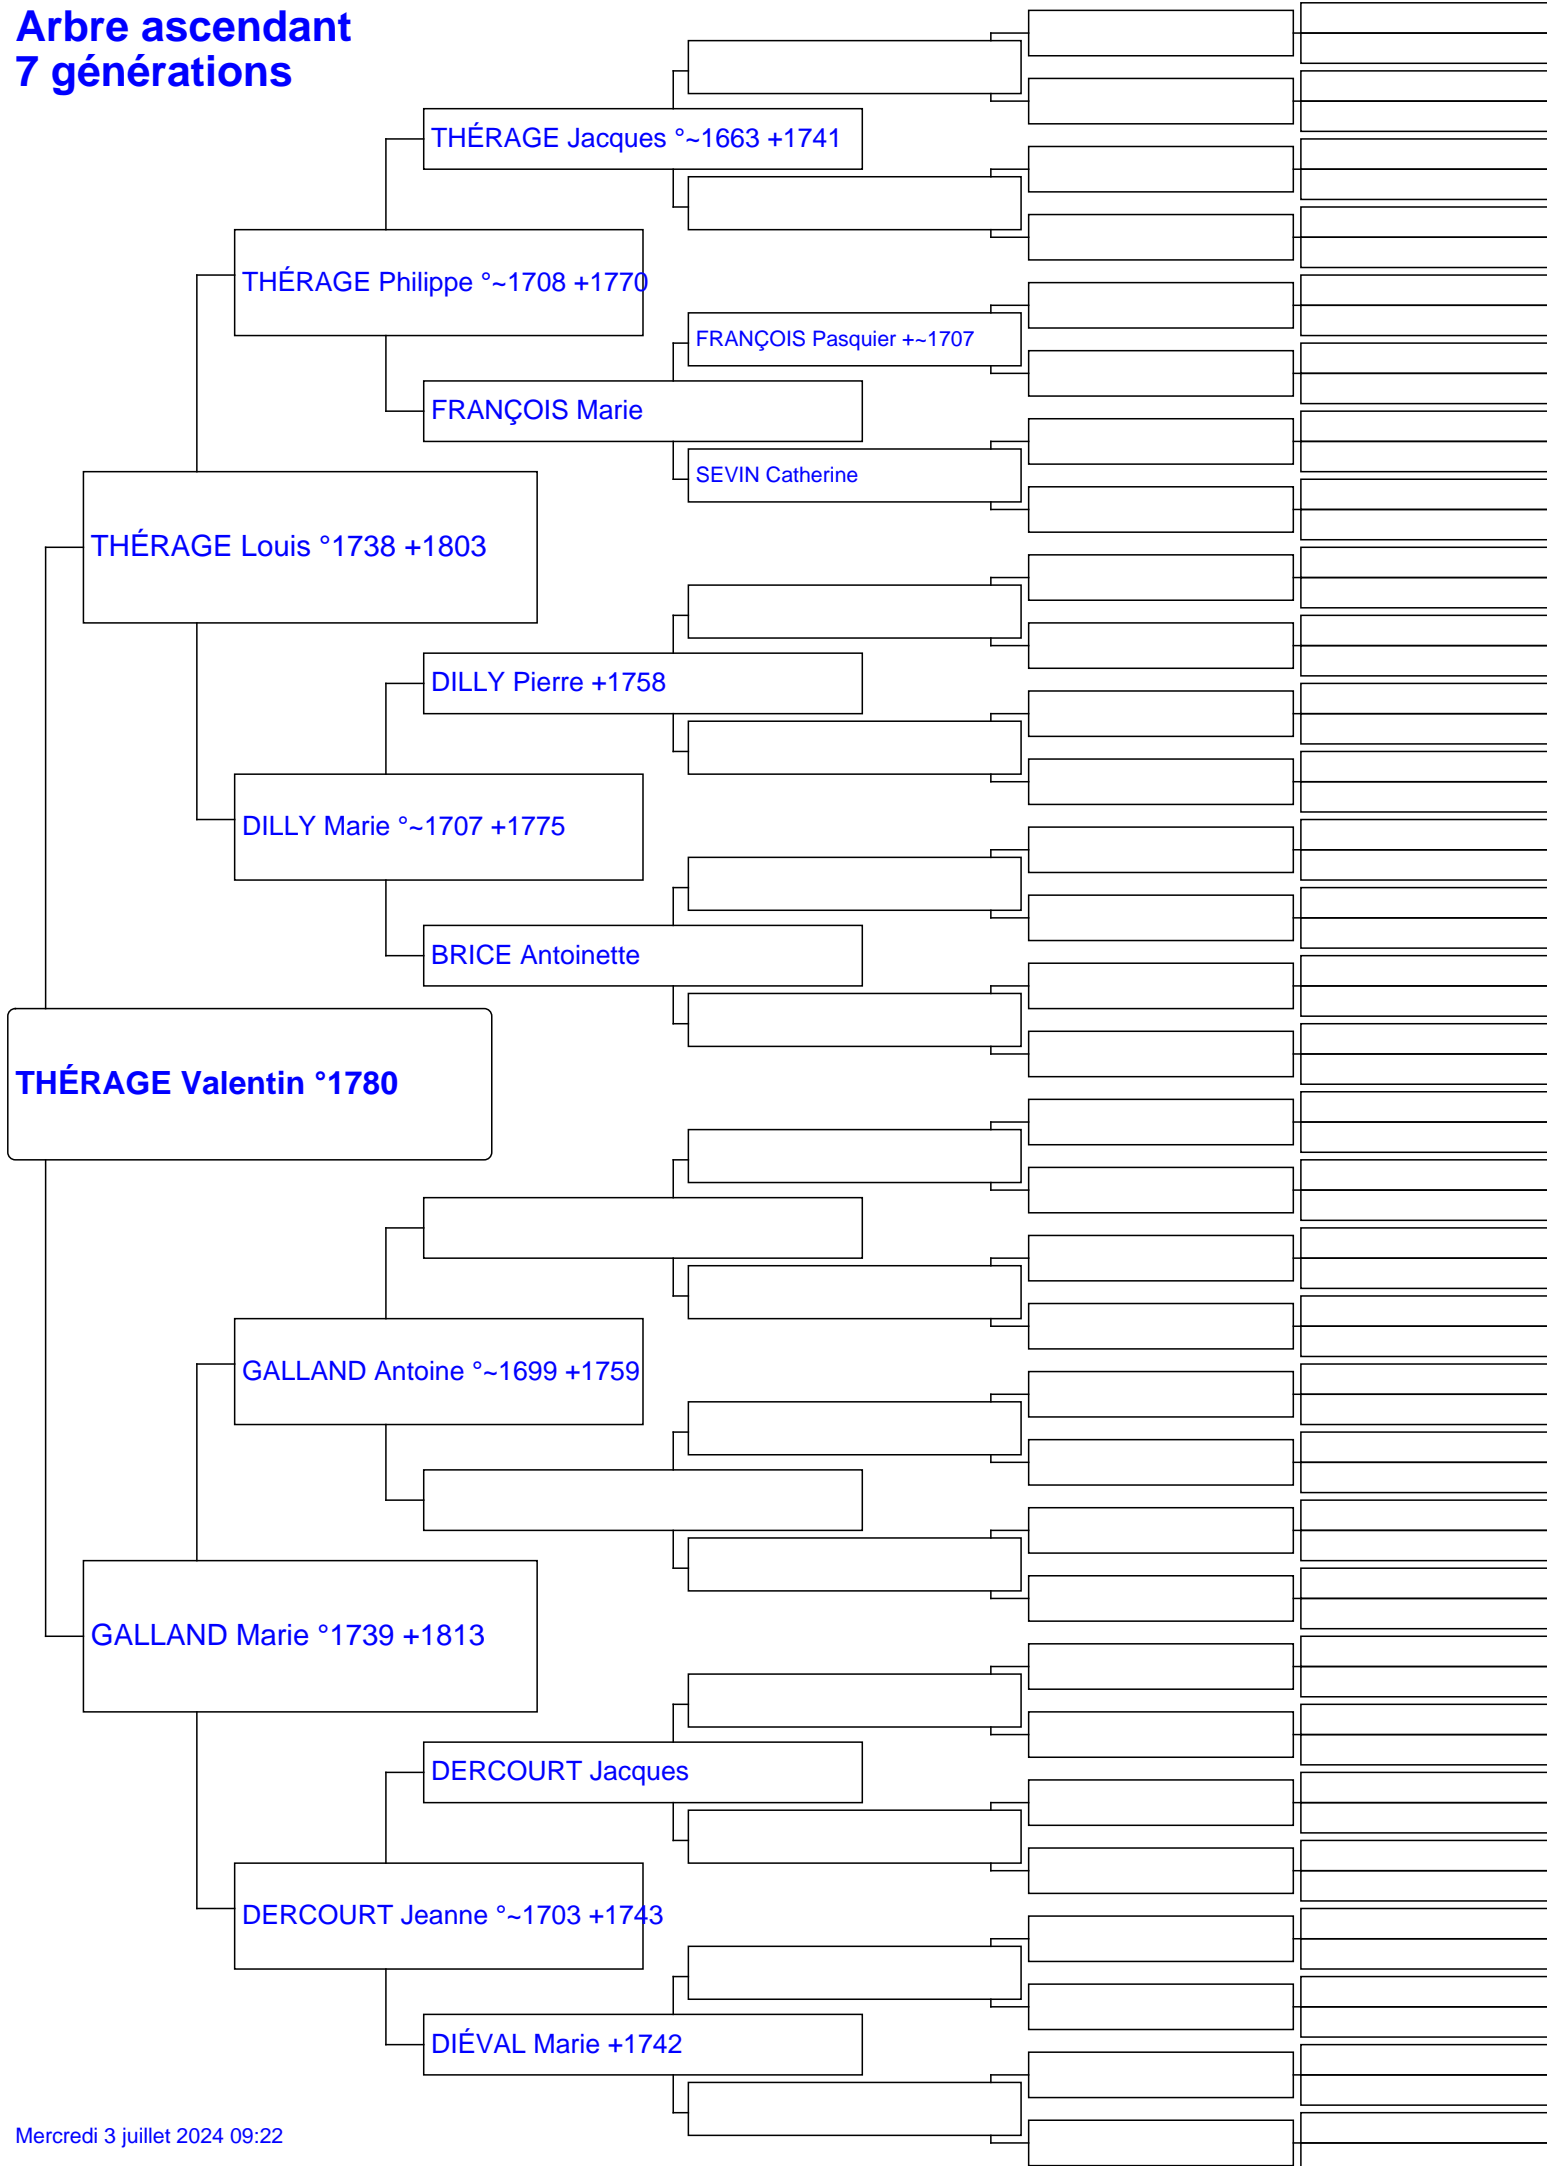 Arbre ascendant
7 générations
THÉRAGE Jacques °~1663 +1741
THÉRAGE Philippe °~1708 +1770
FRANÇOIS Pasquier +~1707
FRANÇOIS Marie
SEVIN Catherine
THÉRAGE Louis °1738 +1803
DILLY Pierre +1758
DILLY Marie °~1707 +1775
BRICE Antoinette
THÉRAGE Valentin °1780
GALLAND Antoine °~1699 +1759
GALLAND Marie °1739 +1813
DERCOURT Jacques
DERCOURT Jeanne °~1703 +1743
DIÉVAL Marie +1742
Mercredi 3 juillet 2024 09:22